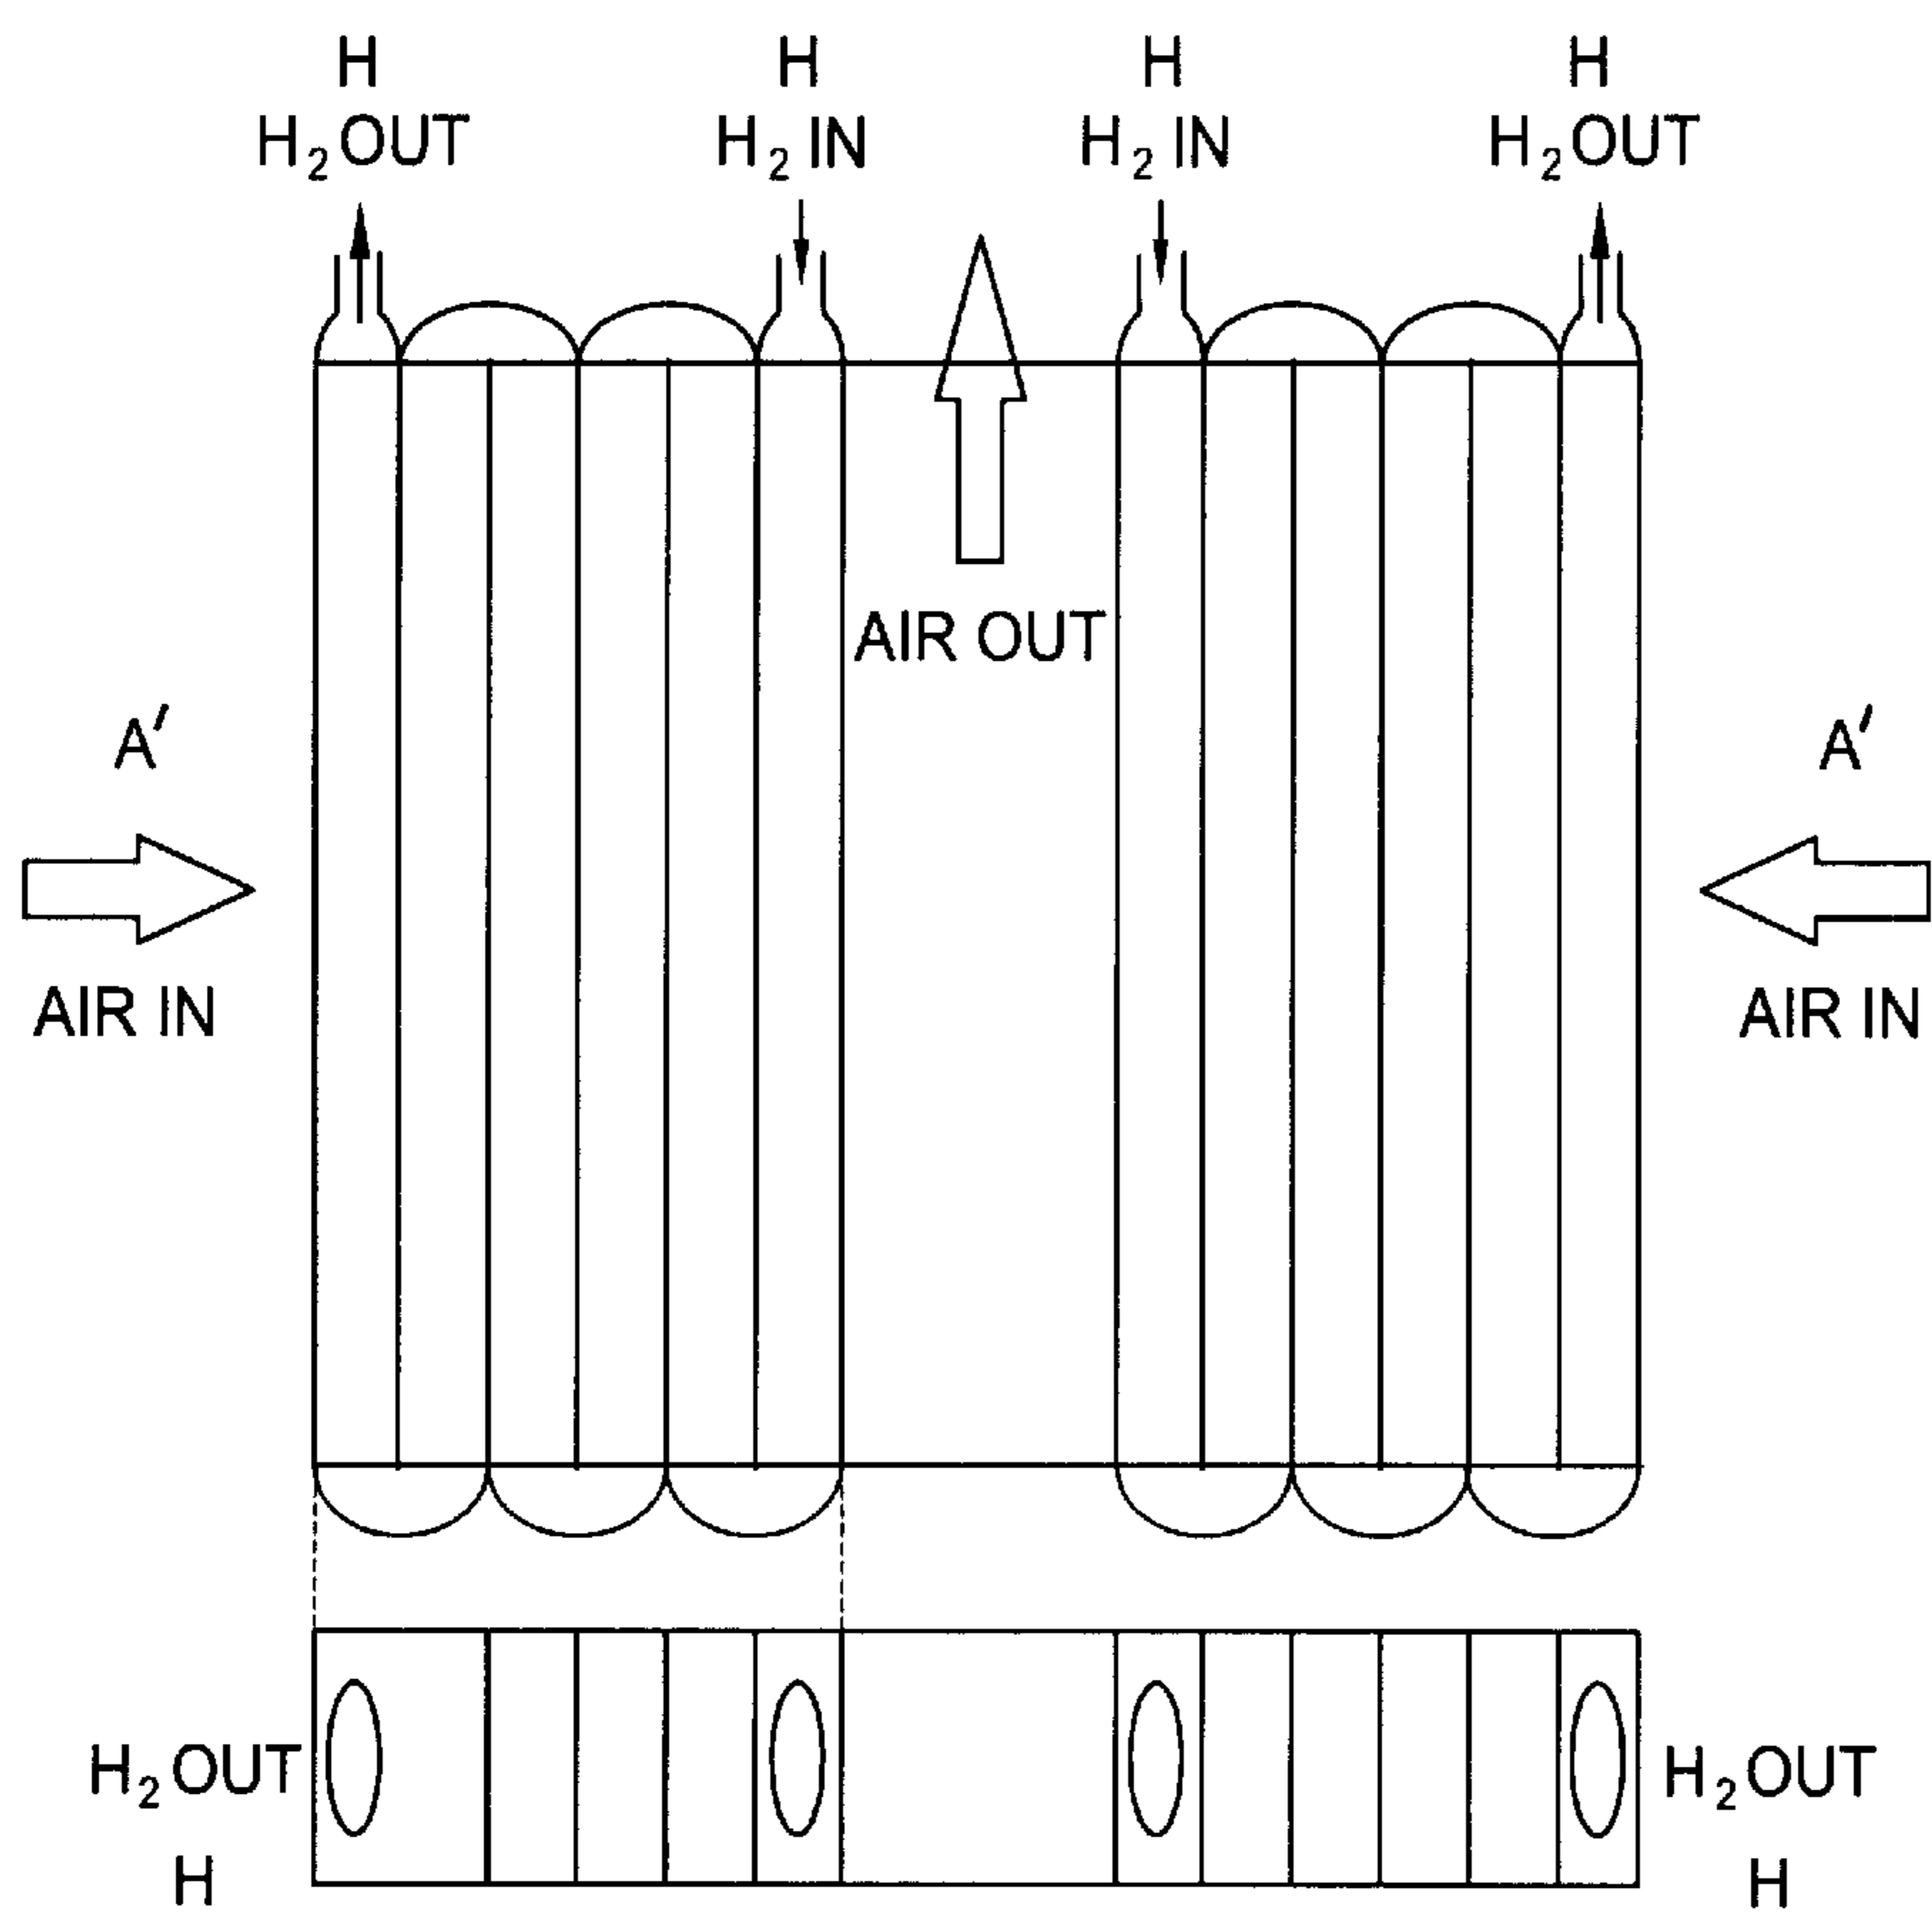 H H H H
H₂ OUT H₂ IN H₂ IN H₂ OUT
AIR OUT
A′ A′
AIR IN AIR IN
H₂ OUT H₂ OUT
H H